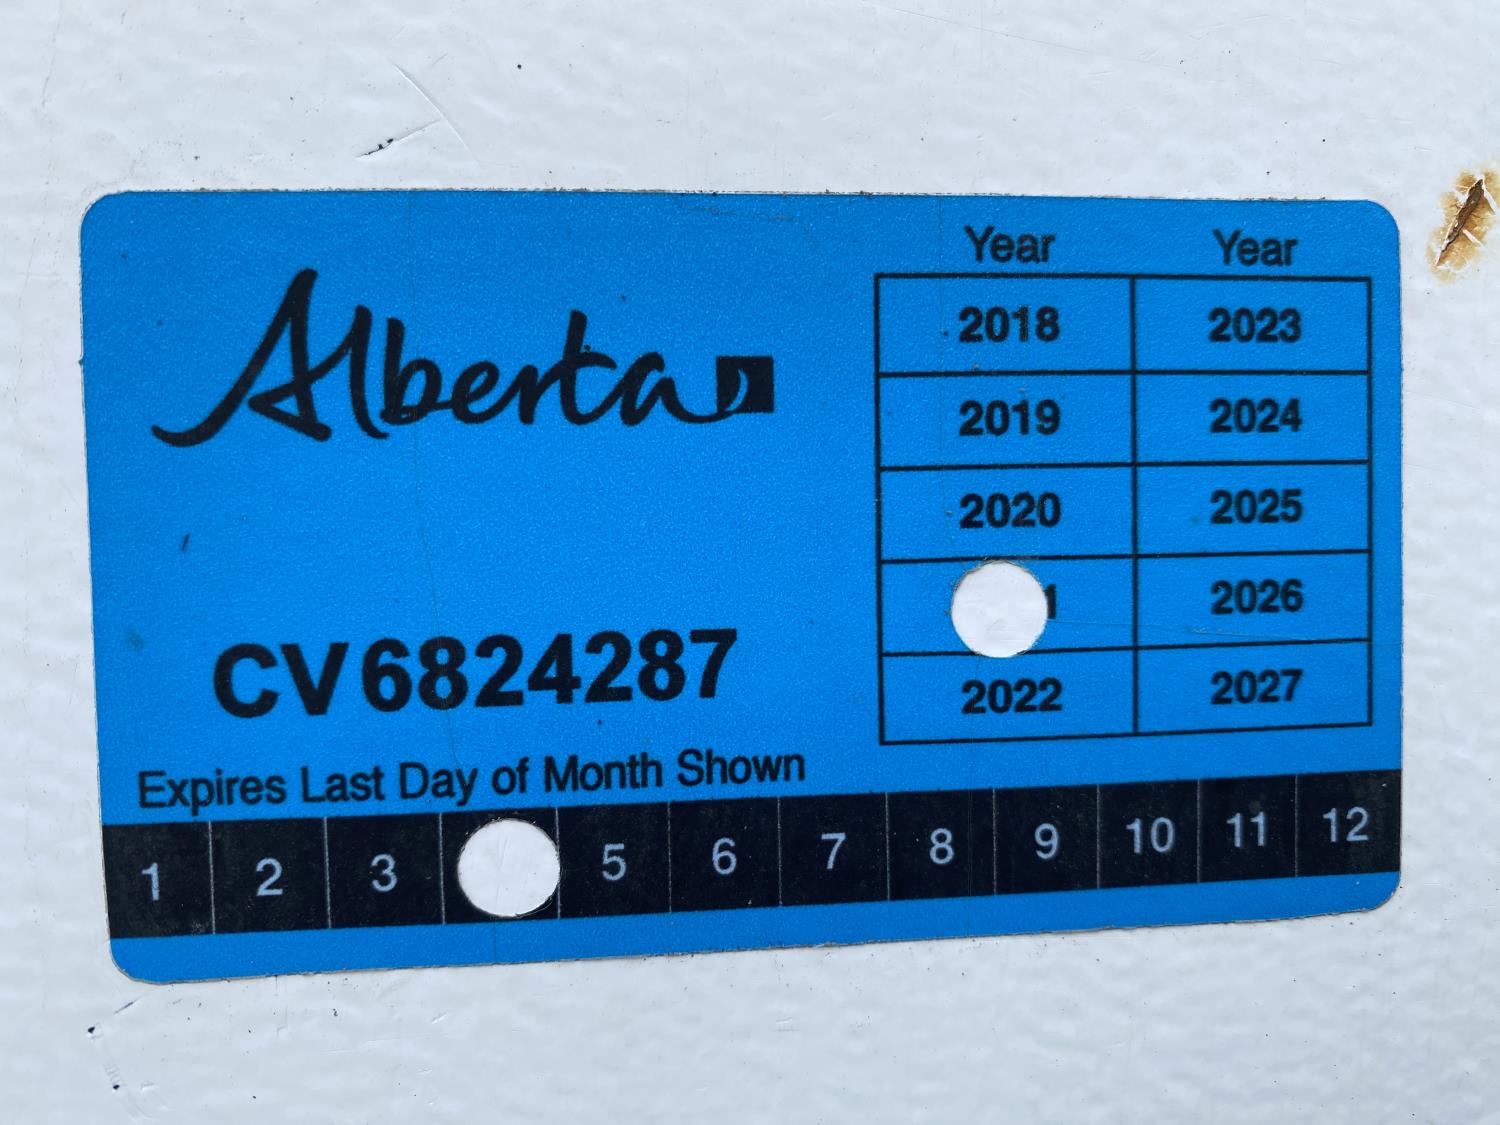 Alberta
Year Year
2018 2023
2019 2024
2020 2025
1 2026
2022 2027
CV6824287
Expires Last Day of Month Shown
1 2 3 5 6 7 8 9 10 11 12